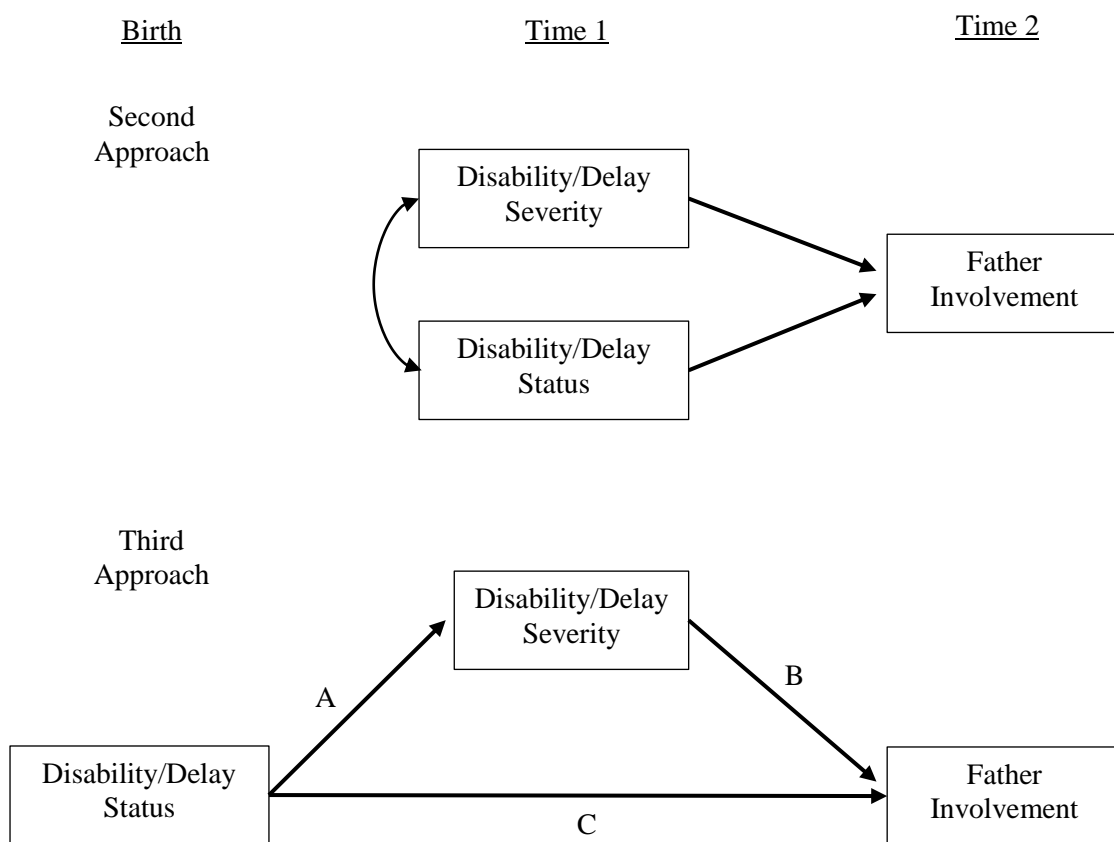 Birth
Time 1
Time 2
Second
Approach
Disability/Delay
Severity
Father
Involvement
Disability/Delay
Status
Third
Approach
Disability/Delay
Severity
A
B
Disability/Delay
Status
Father
Involvement
C